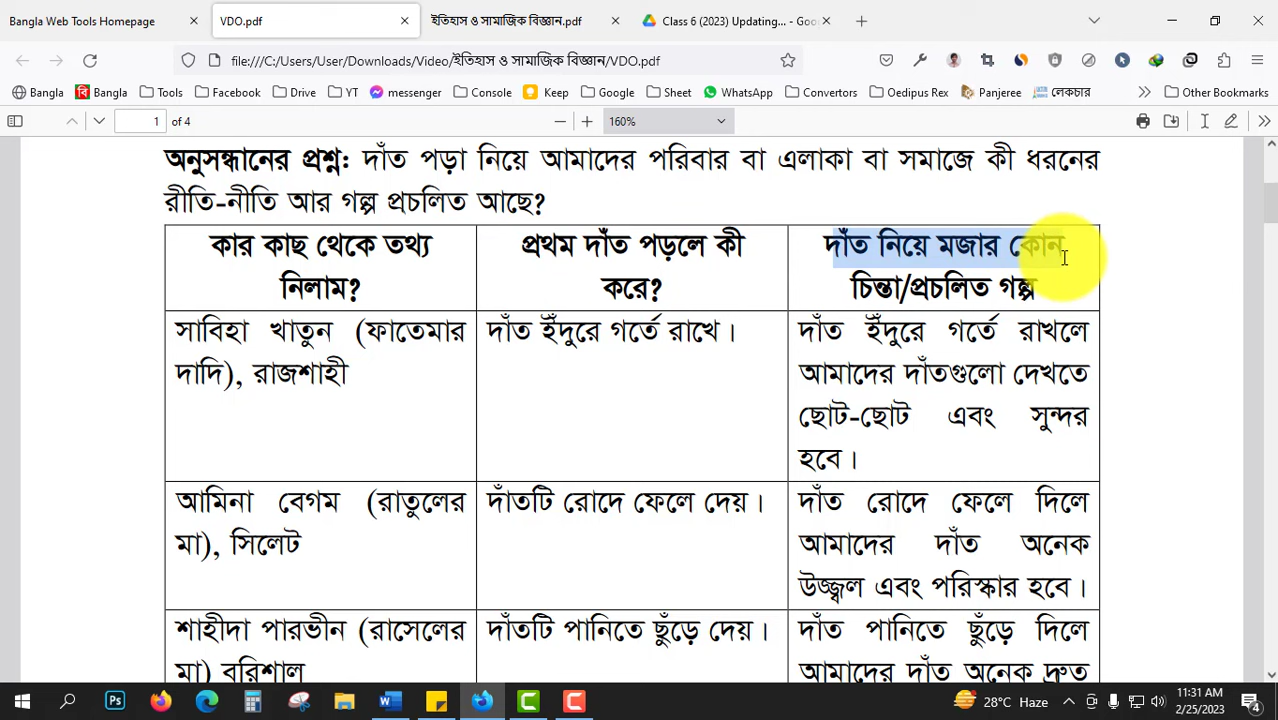 Bangla Web Tools Homepage
VDO.pdf
ইতিহাস ও সামাজিক বিজ্ঞান.pdf
Class 6 (2023) Updating... - Goo
file:///C:/Users/User/Downloads/Video/ইতিহাস ও সামাজিক বিজ্ঞান/VDO.pdf
Bangla
Bangla
Tools
Facebook
Drive
YT
messenger
Console
Keep
Google
Sheet
WhatsApp
Convertors
Oedipus Rex
Panjeree
লেকচার
Other Bookmarks
1 of 4
160%
অনুসন্ধানের প্রশ্ন: দাঁত পড়া নিয়ে আমাদের পরিবার বা এলাকা বা সমাজে কী ধরনের
রীতি-নীতি আর গল্প প্রচলিত আছে?
কার কাছ থেকে তথ্য
নিলাম?
প্রথম দাঁত পড়লে কী
করে?
দাঁত নিয়ে মজার কোন
চিন্তা/প্রচলিত গল্প
সাবিহা খাতুন (ফাতেমার
দাদি), রাজশাহী
দাঁত ইঁদুরে গর্তে রাখে।
দাঁত ইঁদুরে গর্তে রাখলে
আমাদের দাঁতগুলো দেখতে
ছোট-ছোট এবং সুন্দর
হবে।
আমিনা বেগম (রাতুলের
মা), সিলেট
দাঁতটি রোদে ফেলে দেয়।
দাঁত রোদে ফেলে দিলে
আমাদের দাঁত অনেক
উজ্জ্বল এবং পরিস্কার হবে।
শাহীদা পারভীন (রাসেলের
মা) বরিশাল
দাঁতটি পানিতে ছুঁড়ে দেয়।
দাঁত পানিতে ছুঁড়ে দিলে
আমাদের দাঁত অনেক দ্রুত
28°C Haze
11:31 AM
2/25/2023
4